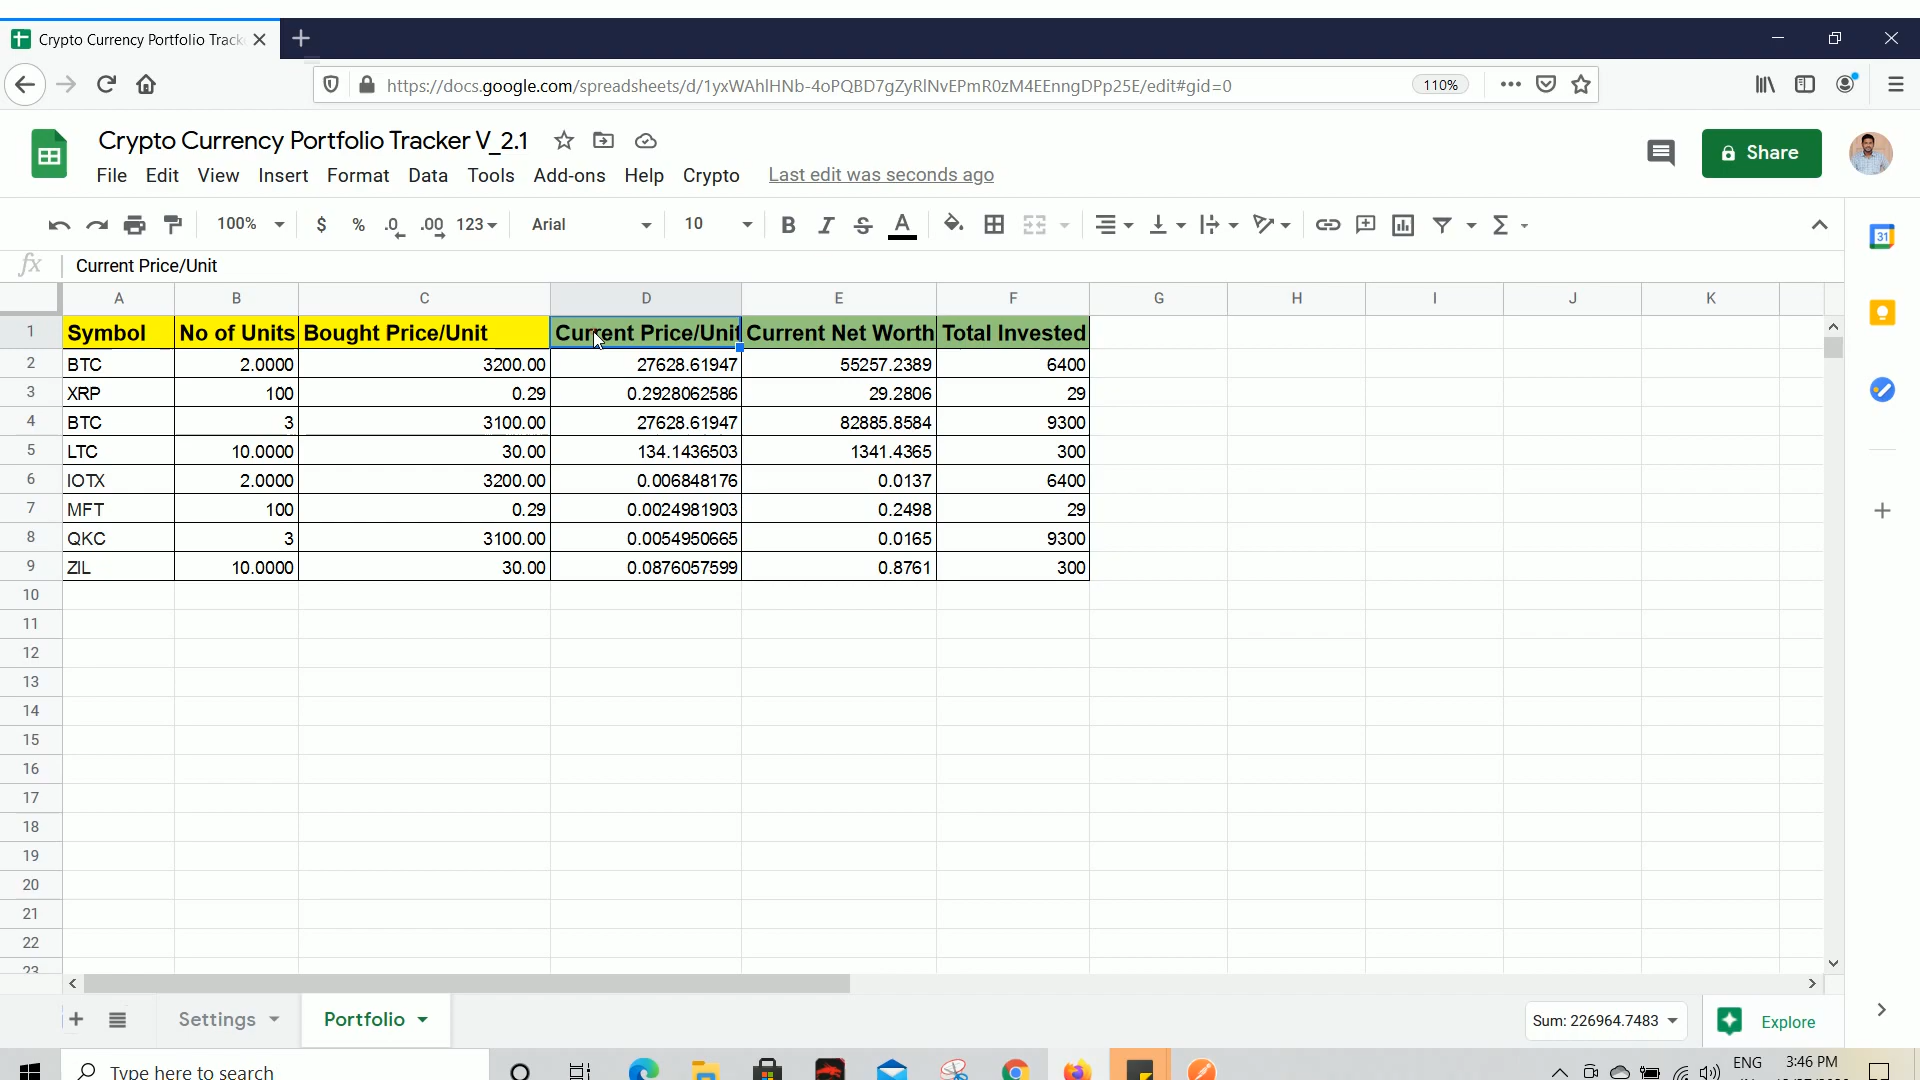 Crypto Currency Portfolio Track
https://docs.google.com/spreadsheets/d/1yxWAhlHNb-4oPQBD7gZyRlNvEPmR0zM4EEnngDPp25E/edit#gid=0 110%
Crypto Currency Portfolio Tracker V_2.1
File Edit View Insert Format Data Tools Add-ons Help Crypto Last edit was seconds ago
Share
100% $ % .0 .00 123 Arial 10 B I S A Σ
31
fx Current Price/Unit
A B C D E F G H I J K
1 Symbol No of Units Bought Price/Unit Current Price/Unit Current Net Worth Total Invested
2 BTC 2.0000 3200.00 27628.61947 55257.2389 6400
3 XRP 100 0.29 0.2928062586 29.2806 29
4 BTC 3 3100.00 27628.61947 82885.8584 9300
5 LTC 10.0000 30.00 134.1436503 1341.4365 300
6 IOTX 2.0000 3200.00 0.006848176 0.0137 6400
7 MFT 100 0.29 0.0024981903 0.2498 29
8 QKC 3 3100.00 0.0054950665 0.0165 9300
9 ZIL 10.0000 30.00 0.0876057599 0.8761 300
10
11
12
13
14
15
16
17
18
19
20
21
22
23
Settings Portfolio Sum: 226964.7483 Explore
Type here to search ENG 3:46 PM